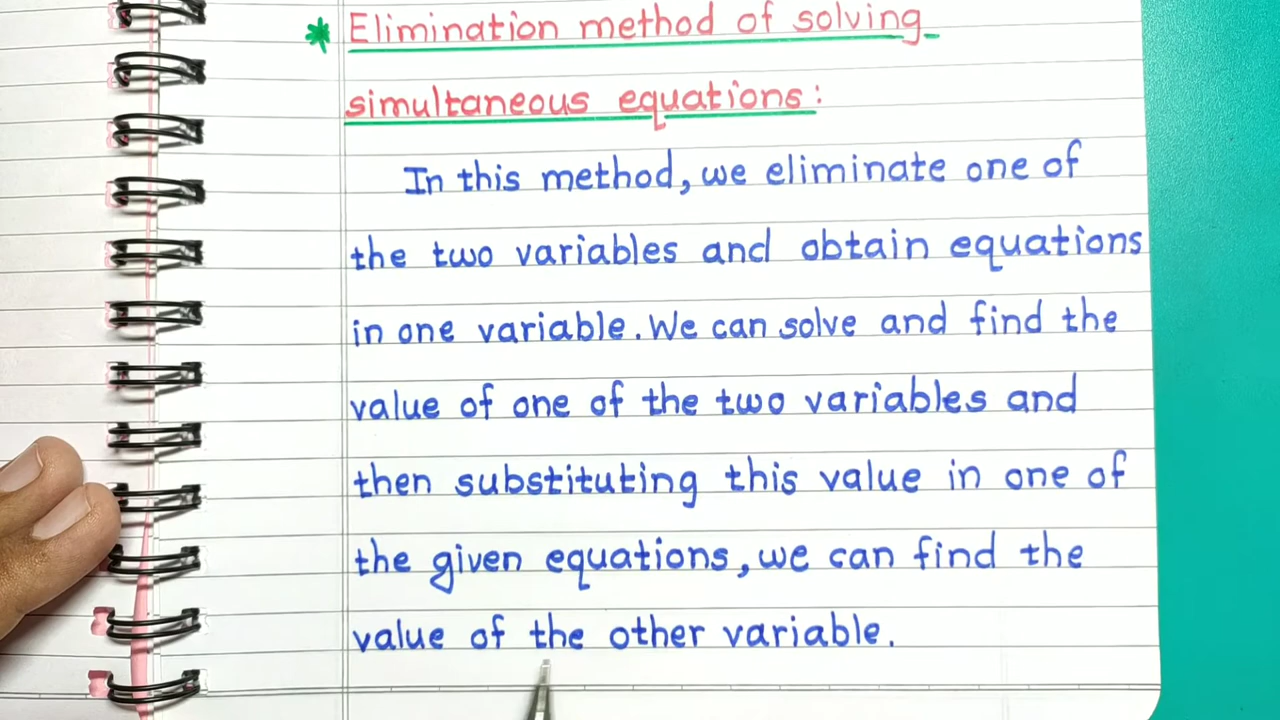 * Elimination method of solving
simultaneous equations:
In this method, we eliminate one of
the two variables and obtain equations
in one variable. We can solve and find the
value of one of the two variables and
then substituting this value in one of
the given equations, we can find the
value of the other variable.